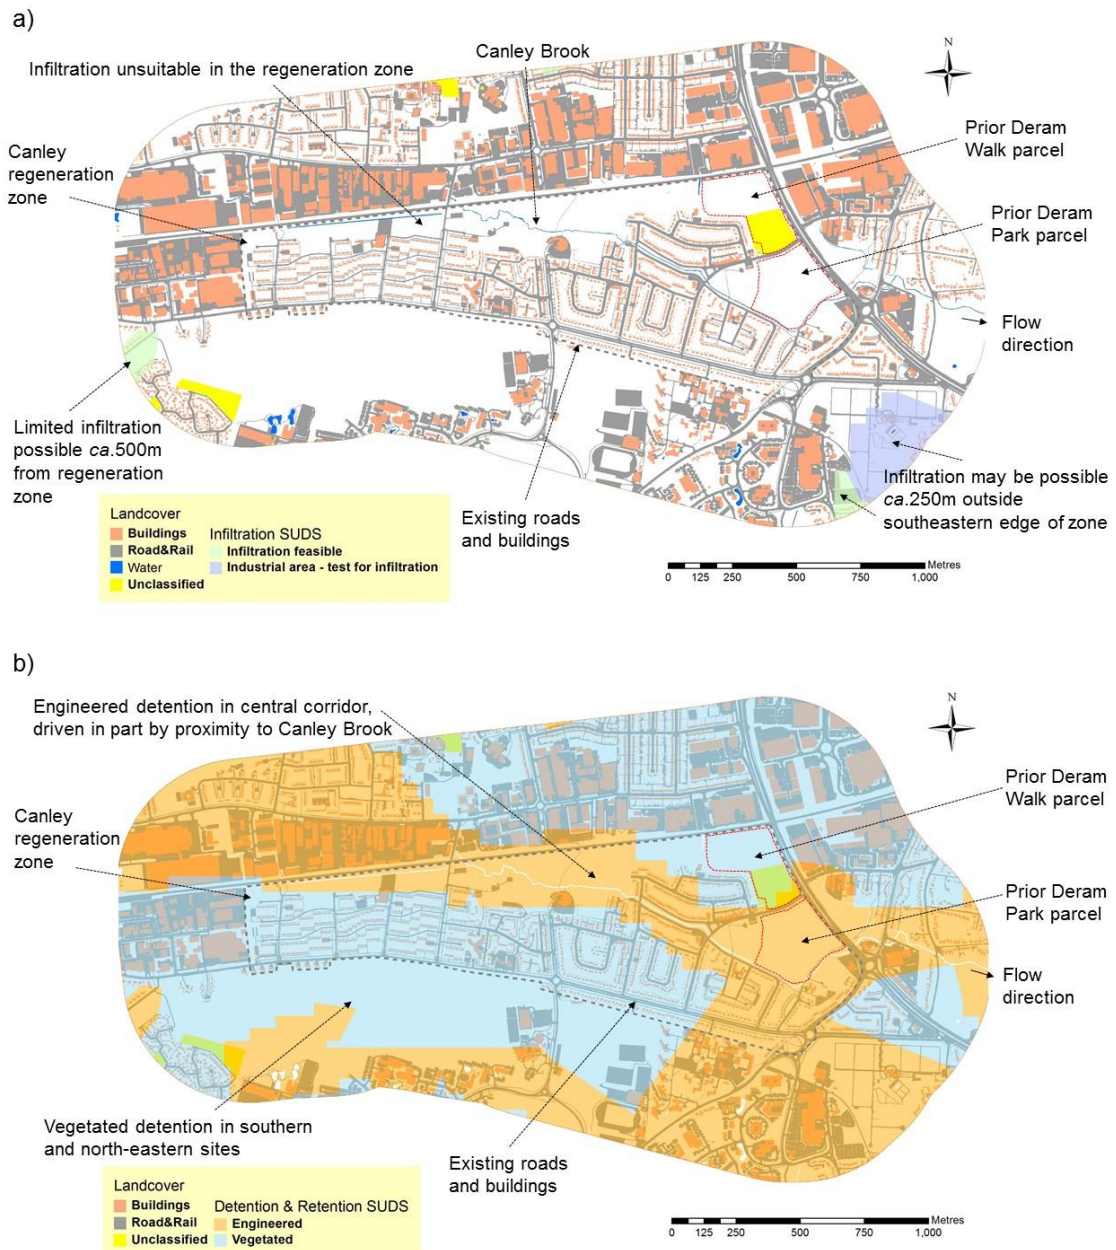 a)
Canley Brook
Infiltration unsuitable in the regeneration zone
N
Prior Deram
Walk parcel
Canley
regeneration
zone
Prior Deram
Park parcel
Flow
direction
Limited infiltration
possible ca.500m
from regeneration
zone
Infiltration may be possible
ca.250m outside
southeastern edge of zone
Existing roads
and buildings
Landcover
Buildings
Road&Rail
Water
Unclassified
Infiltration SUDS
Infiltration feasible
Industrial area - test for infiltration
Metres
0 125 250 500 750 1,000
b)
Engineered detention in central corridor,
driven in part by proximity to Canley Brook
N
Prior Deram
Walk parcel
Canley
regeneration
zone
Prior Deram
Park parcel
Flow
direction
Vegetated detention in southern
and north-eastern sites
Existing roads
and buildings
Landcover
Buildings
Road&Rail
Unclassified
Detention & Retention SUDS
Engineered
Vegetated
Metres
0 125 250 500 750 1,000